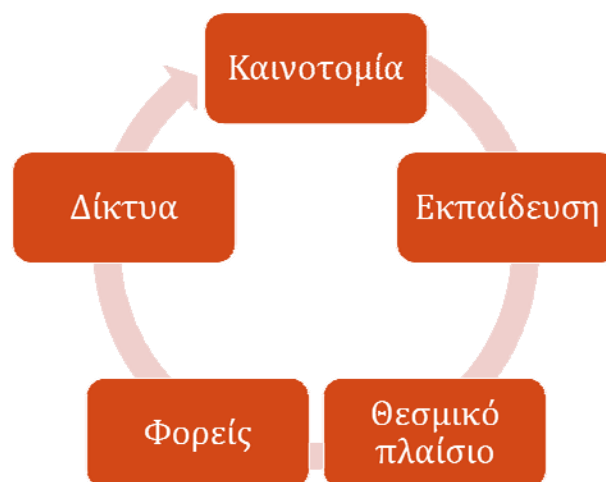 Καινοτομία
Εκπαίδευση
Θεσμικό
πλαίσιο
Φορείς
Δίκτυα